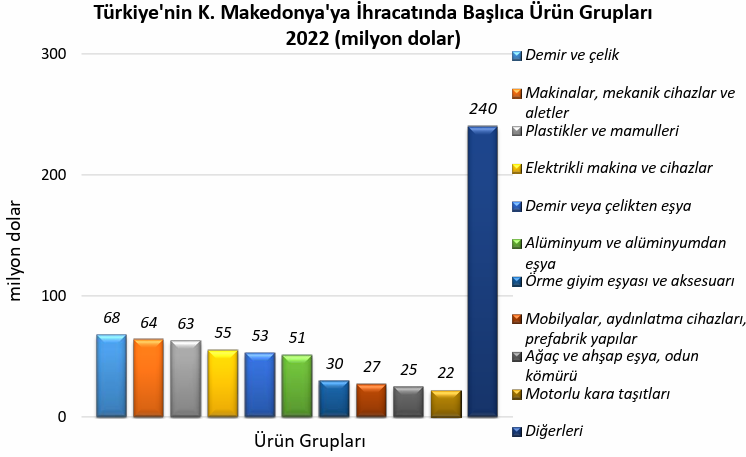 Türkiye'nin K. Makedonya'ya İhracatında Başlıca Ürün Grupları
2022 (milyon dolar)
300
200
100
0
milyon dolar
68
64
63
55
53
51
30
27
25
22
240
Ürün Grupları
Demir ve çelik
Makinalar, mekanik cihazlar ve
aletler
Plastikler ve mamulleri
Elektrikli makina ve cihazlar
Demir veya çelikten eşya
Alüminyum ve alüminyumdan
eşya
Örme giyim eşyası ve aksesuarı
Mobilyalar, aydınlatma cihazları,
prefabrik yapılar
Ağaç ve ahşap eşya, odun
kömürü
Motorlu kara taşıtları
Diğerleri